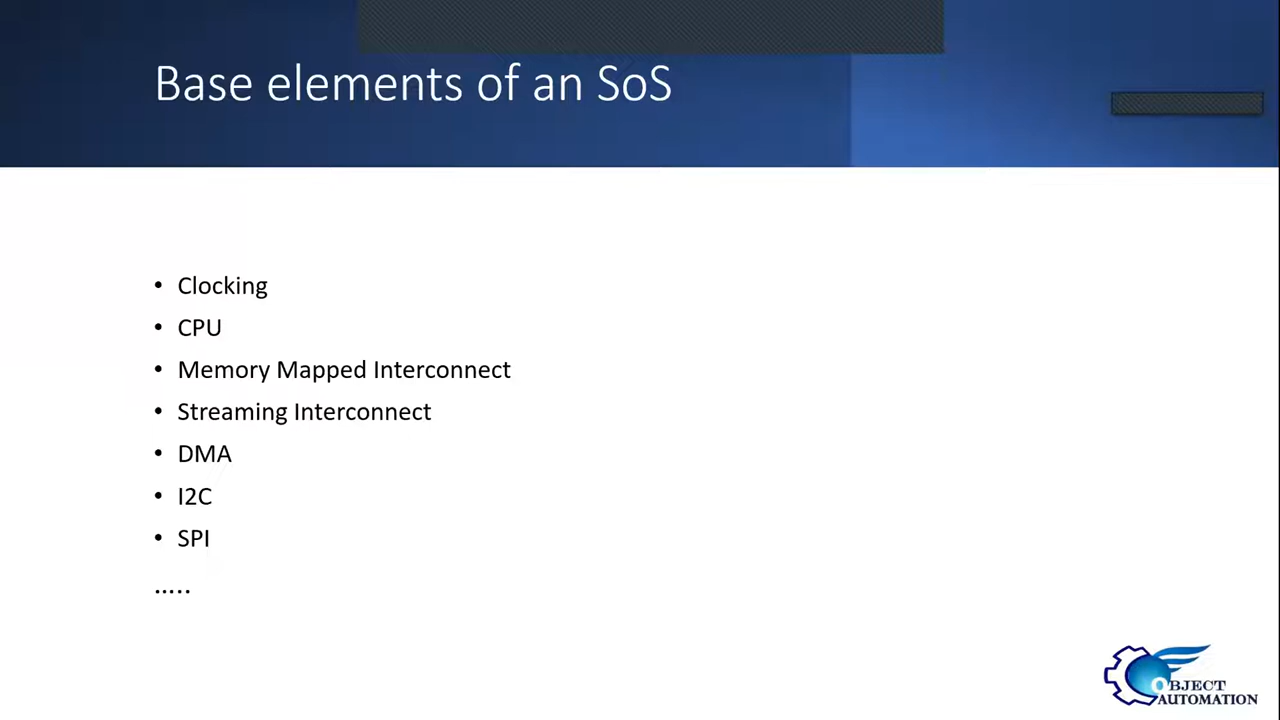 Base elements of an SoS
• Clocking
• CPU
• Memory Mapped Interconnect
• Streaming Interconnect
• DMA
• I2C
• SPI
.....
OBJECT
AUTOMATION